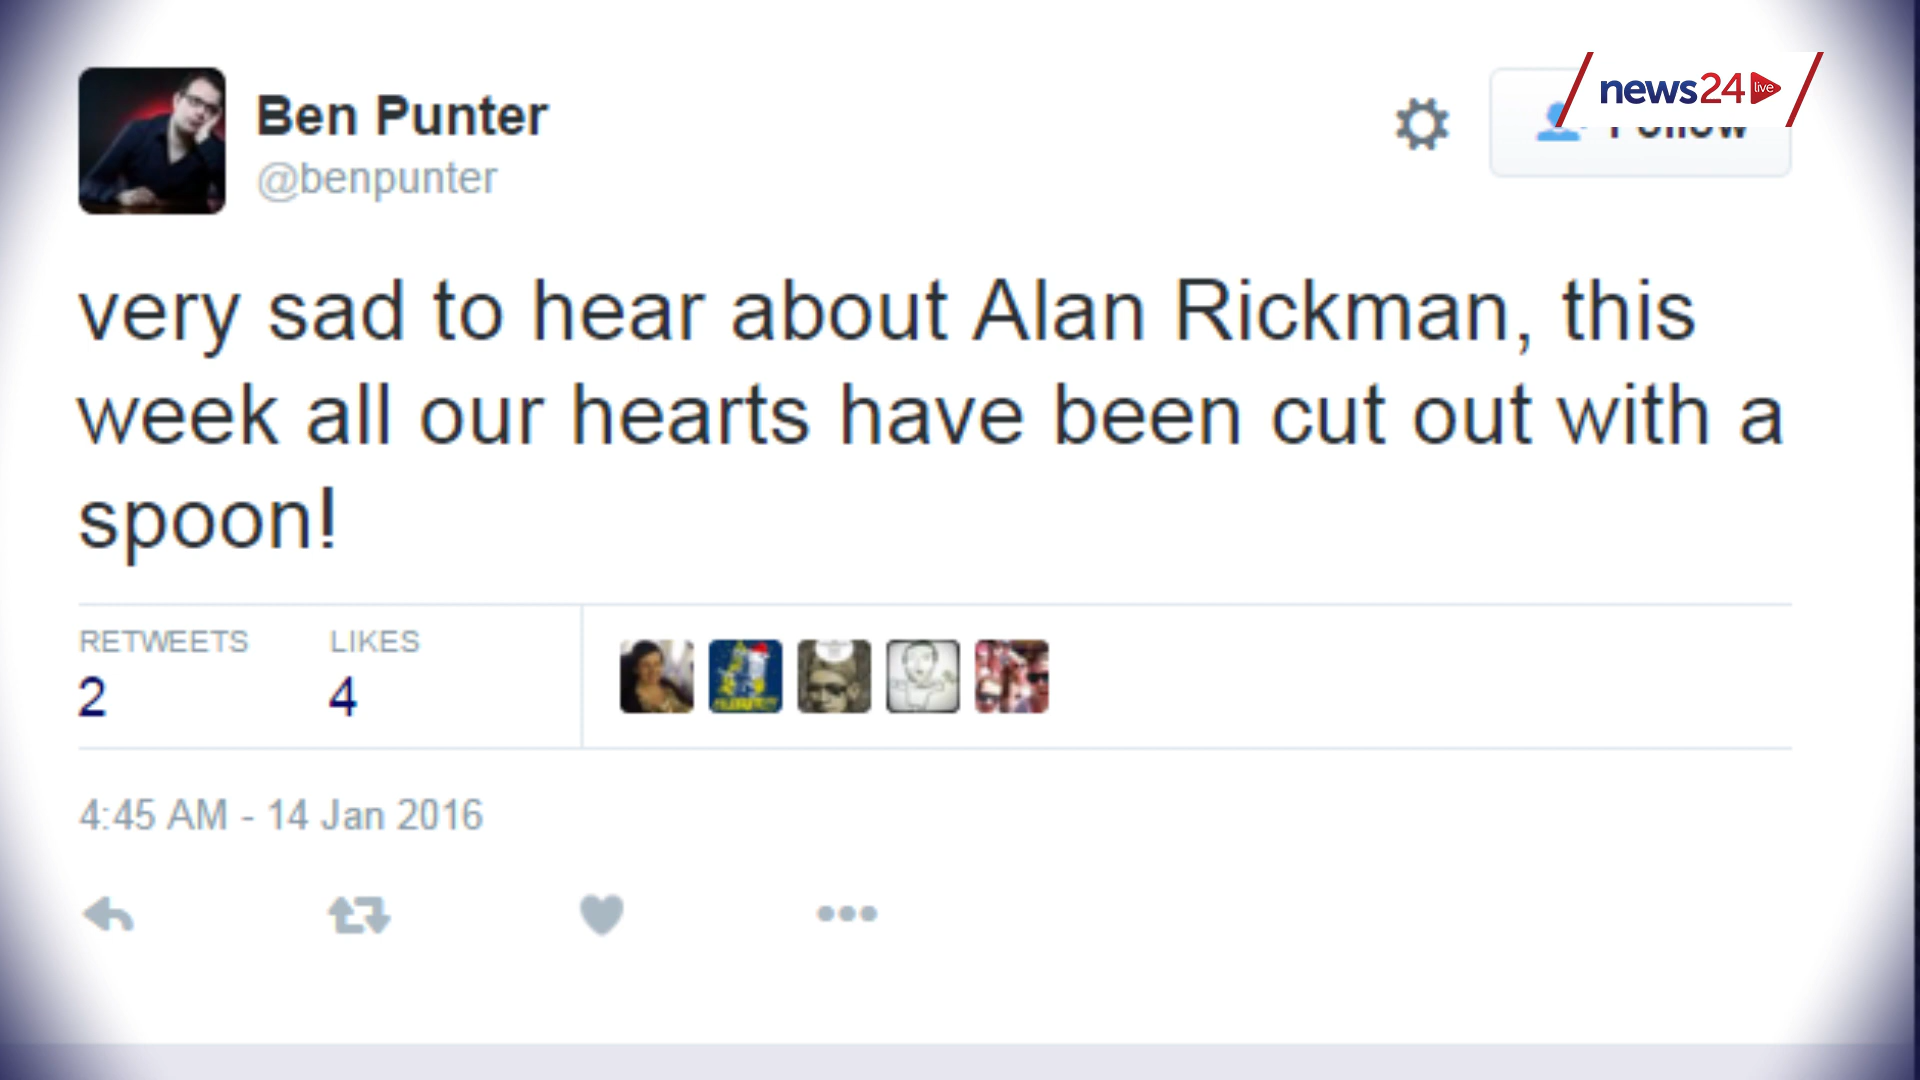 news24 live
Ben Punter
Follow
@benpunter
very sad to hear about Alan Rickman, this
week all our hearts have been cut out with a
spoon!
RETWEETS LIKES
2 4
4:45 AM - 14 Jan 2016